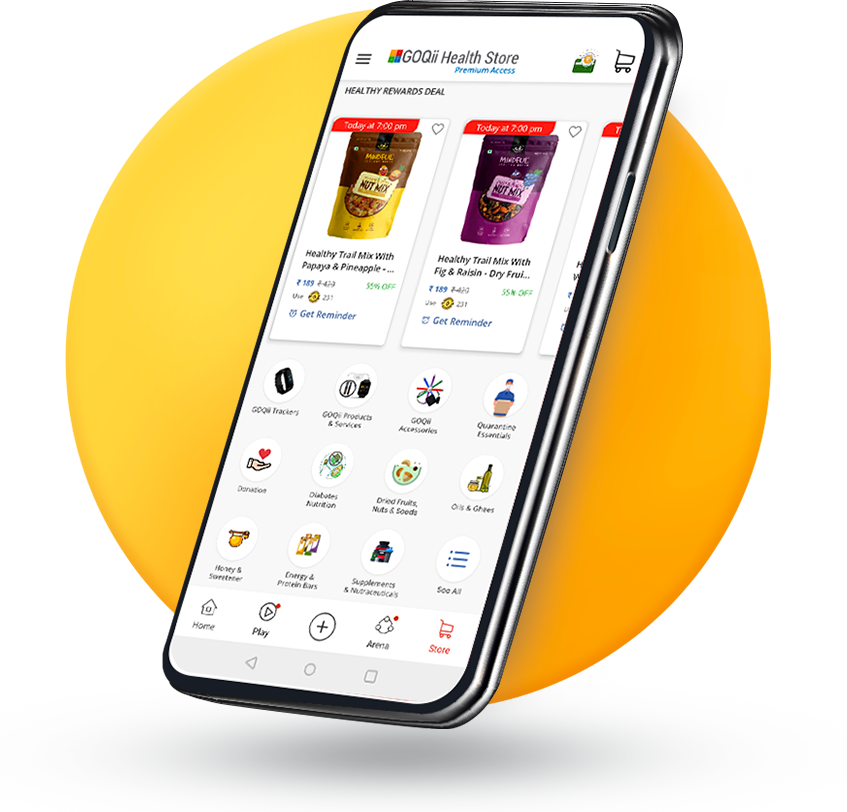 GOQii Health Store
Premium Access
HEALTHY REWARDS DEAL
Today at 7:00 pm
Today at 7:00 pm
T
MINDFUL
NUT MIX
MINDFUL
NUT MIX
Healthy Trail Mix With
Papaya & Pineapple - ...
₹ 189 ₹ 420
55% OFF
Use 231
Get Reminder
Healthy Trail Mix With
Fig & Raisin - Dry Frui...
₹ 189 ₹ 420
55% OFF
Use 231
Get Reminder
GOQii Trackers
GOQii Products
& Services
GOQii
Accessories
Quarantine
Essentials
Donation
Diabetes
Nutrition
Dried Fruits,
Nuts & Seeds
Oils & Ghees
Honey &
Sweetener
Energy &
Protein Bars
Supplements
& Nutraceuticals
See All
Home
Play
Arena
Store